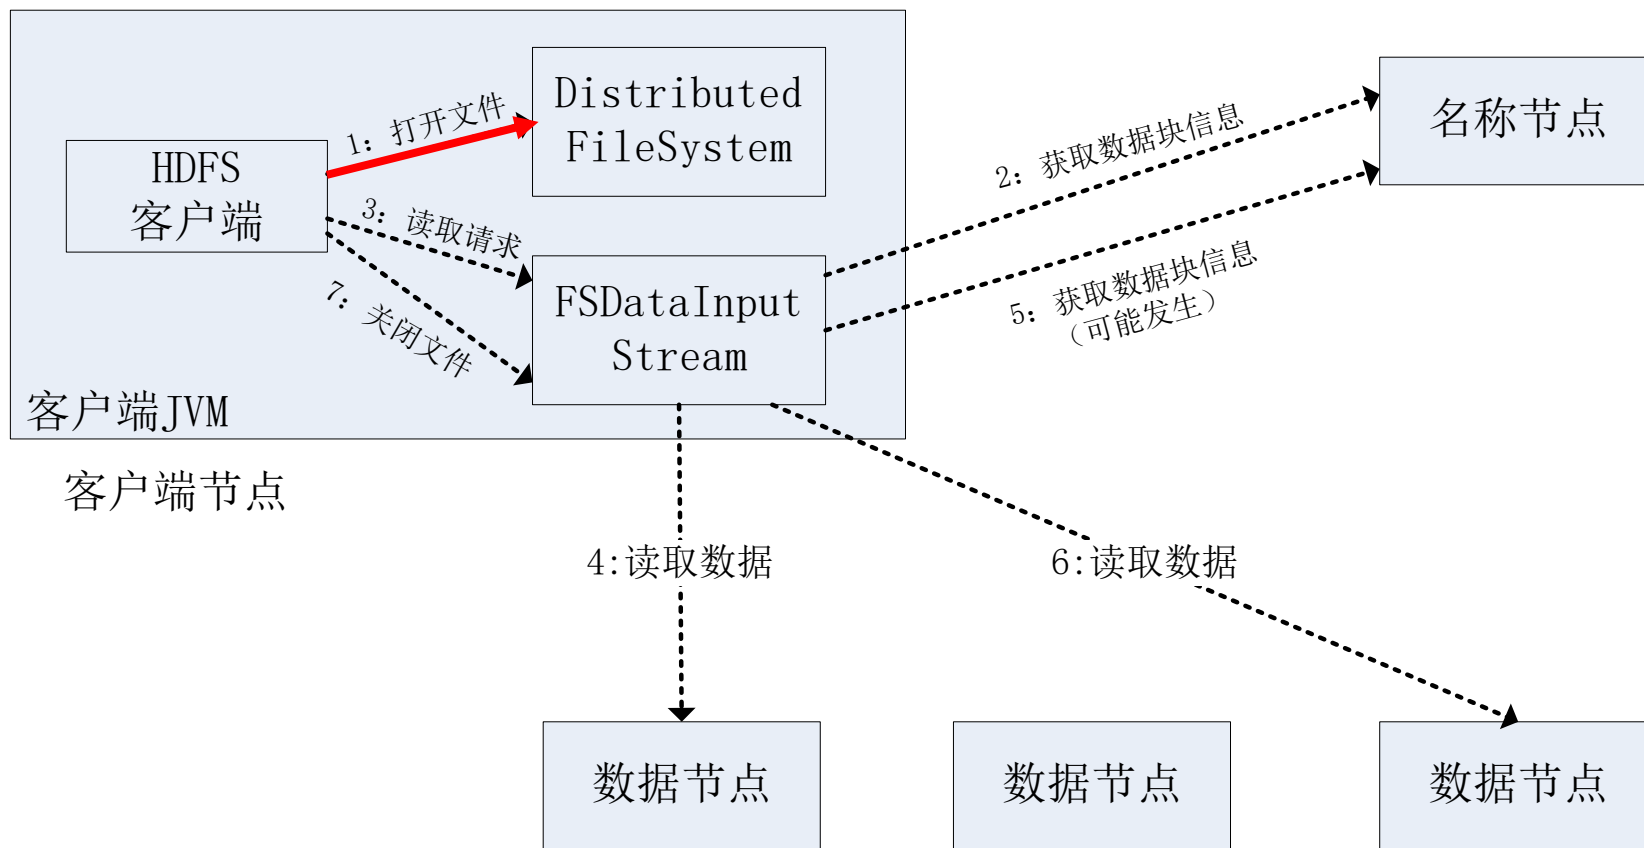 1：打开文件
Distributed
FileSystem
HDFS
客户端
3：读取请求
7：关闭文件
FSDataInput
Stream
客户端JVM
客户端节点
2：获取数据块信息
名称节点
5：获取数据块信息
（可能发生）
4:读取数据
6:读取数据
数据节点
数据节点
数据节点